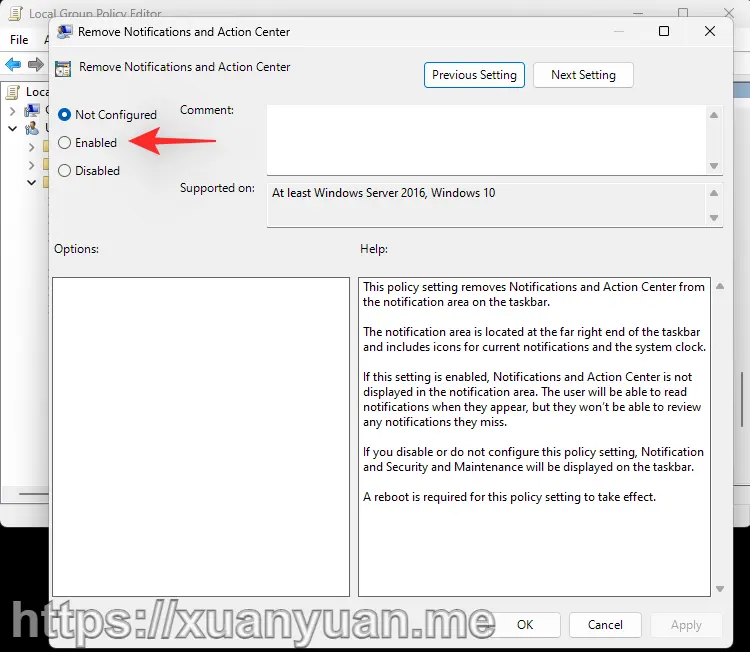 Local Group Policy Editor
Remove Notifications and Action Center
File
Remove Notifications and Action Center
Previous Setting
Next Setting
Not Configured
Comment:
Enabled
Disabled
Supported on:
At least Windows Server 2016, Windows 10
Options:
Help:
This policy setting removes Notifications and Action Center from
the notification area on the taskbar.
The notification area is located at the far right end of the taskbar
and includes icons for current notifications and the system clock.
If this setting is enabled, Notifications and Action Center is not
displayed in the notification area. The user will be able to read
notifications when they appear, but they won't be able to review
any notifications they miss.
If you disable or do not configure this policy setting, Notification
and Security and Maintenance will be displayed on the taskbar.
A reboot is required for this policy setting to take effect.
https://xuanyuan.me
OK
Cancel
Apply